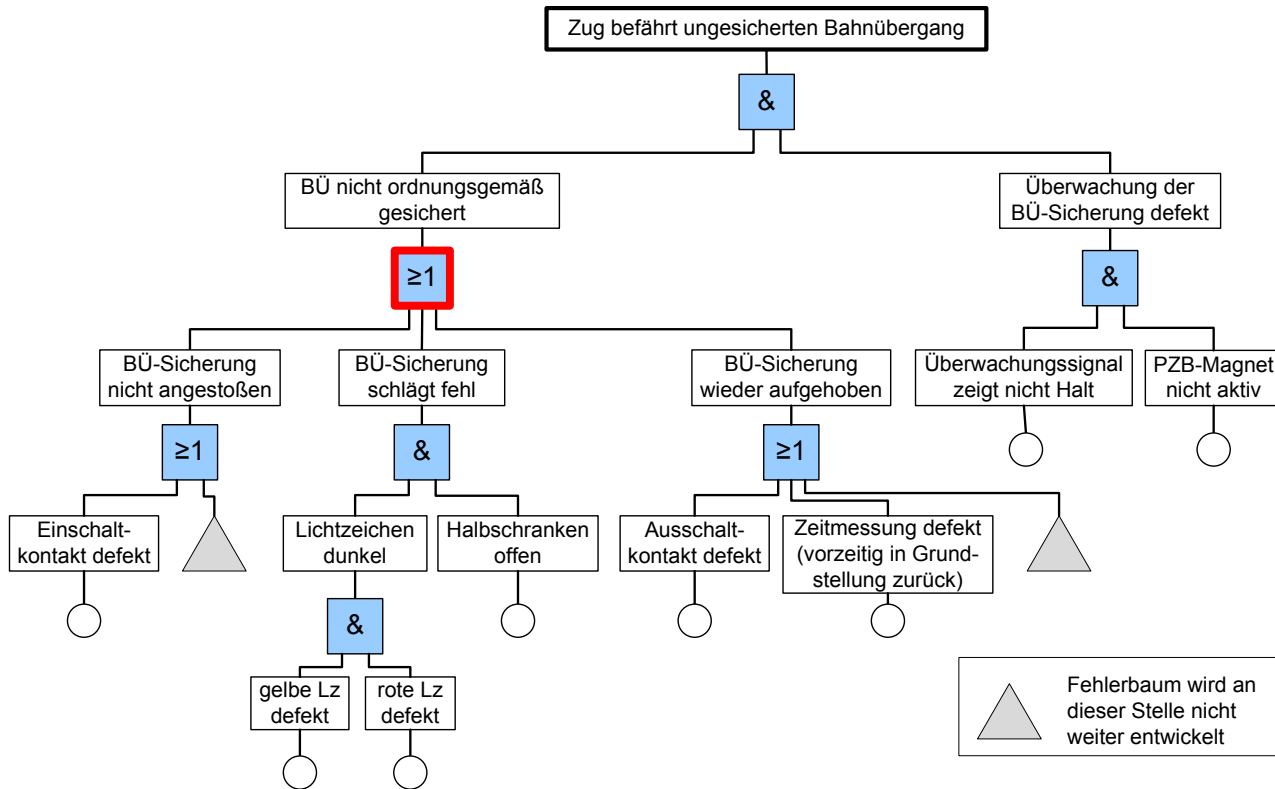 Zug befährt ungesicherten Bahnübergang
&
BÜ nicht ordnungsgemäß
gesichert
Überwachung der
BÜ-Sicherung defekt
≥1
&
BÜ-Sicherung
nicht angestoßen
BÜ-Sicherung
schlägt fehl
BÜ-Sicherung
wieder aufgehoben
Überwachungssignal
zeigt nicht Halt
PZB-Magnet
nicht aktiv
≥1
&
≥1
Einschalt-
kontakt defekt
Lichtzeichen
dunkel
Halbschranken
offen
Ausschalt-
kontakt defekt
Zeitmessung defekt
(vorzeitig in Grund-
stellung zurück)
&
gelbe Lz
defekt
rote Lz
defekt
Fehlerbaum wird an
dieser Stelle nicht
weiter entwickelt